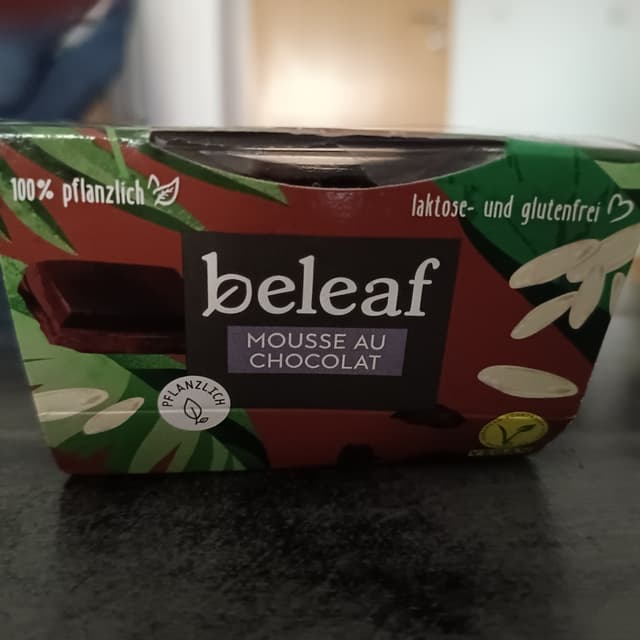 100% pflanzlich
laktose- und glutenfrei
beleaf
MOUSSE AU
CHOCOLAT
PFLANZLICH